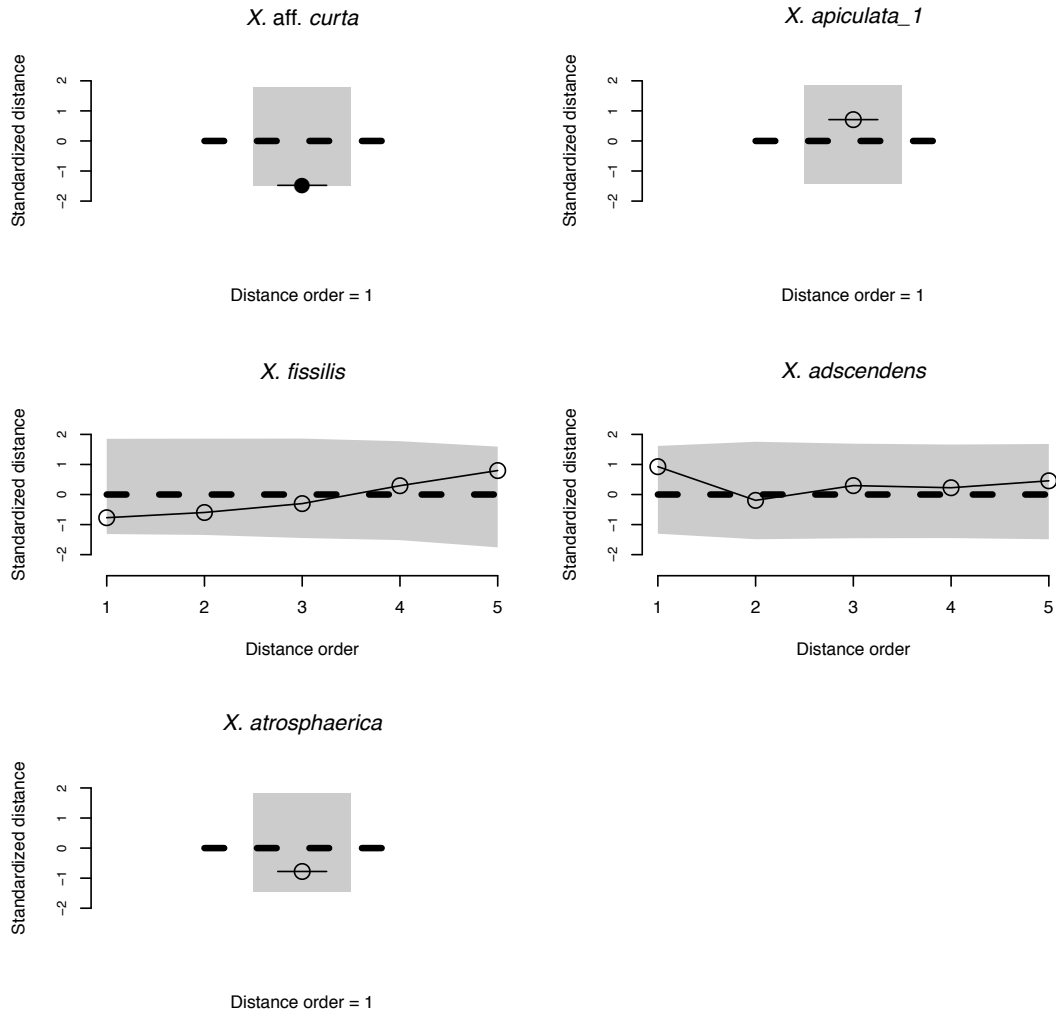 X. aff. curta
Standardized distance
2
1
0
−1
−2
Distance order = 1
X. apiculata_1
Standardized distance
2
1
0
−1
−2
Distance order = 1
X. fissilis
Standardized distance
2
1
0
−1
−2
1 2 3 4 5
Distance order
X. adscendens
Standardized distance
2
1
0
−1
−2
1 2 3 4 5
Distance order
X. atrosphaerica
Standardized distance
2
1
0
−1
−2
Distance order = 1